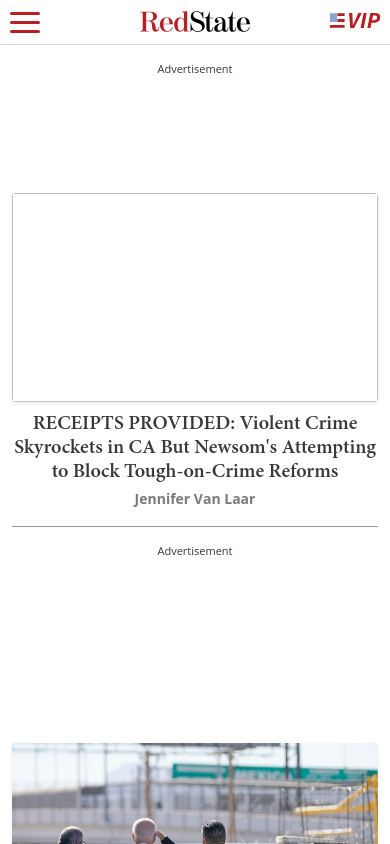 RedState
VIP
Advertisement
RECEIPTS PROVIDED: Violent Crime
Skyrockets in CA But Newsom's Attempting
to Block Tough-on-Crime Reforms
Jennifer Van Laar
Advertisement
MEXICO